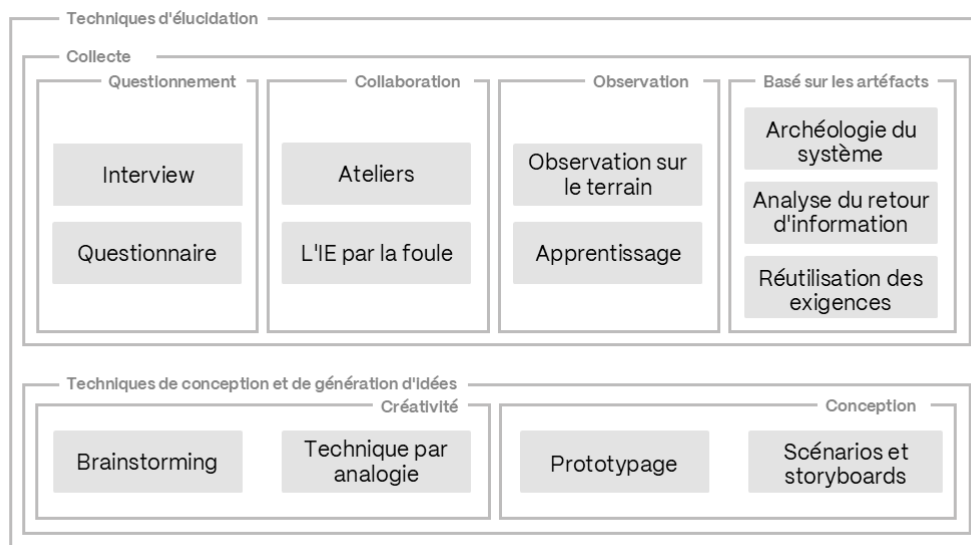 Techniques d'élucidation
Collecte
Questionnement
Collaboration
Observation
Basé sur les artéfacts
Interview
Questionnaire
Ateliers
L'IE par la foule
Observation sur
le terrain
Apprentissage
Archéologie du
système
Analyse du retour
d'information
Réutilisation des
exigences
Techniques de conception et de génération d'idées
Créativité
Conception
Brainstorming
Technique par
analogie
Prototypage
Scénarios et
storyboards